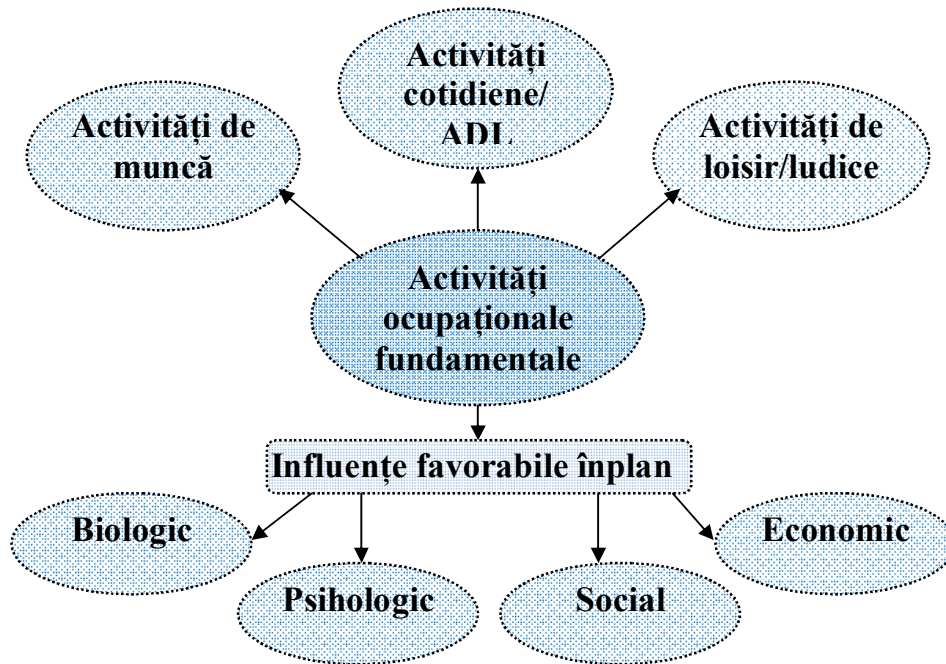 Activități
cotidiene/
ADL
Activități de
muncă
Activități de
loisir/ludice
Activități
ocupaționale
fundamentale
Influențe favorabile înplan
Biologic
Economic
Psihologic
Social